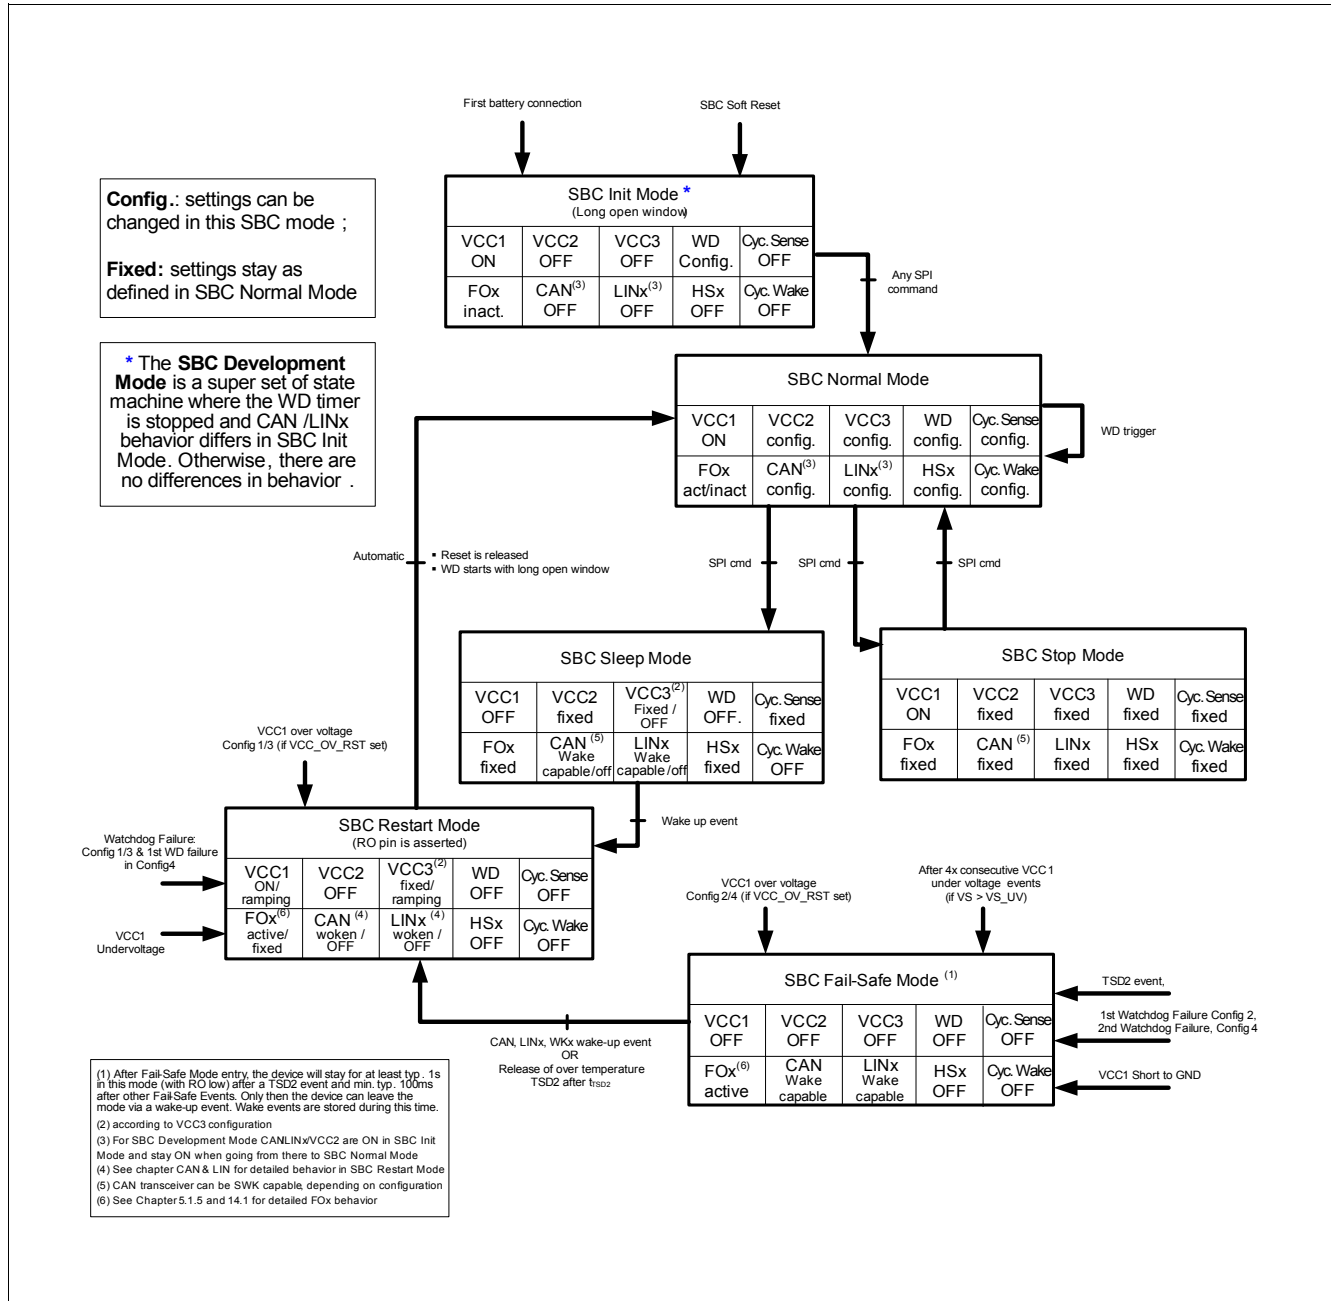 First battery connection
SBC Soft Reset
Config.: settings can be
changed in this SBC mode ;
Fixed: settings stay as
defined in SBC Normal Mode
* The SBC Development
Mode is a super set of state
machine where the WD timer
is stopped and CAN /LINx
behavior differs in SBC Init
Mode. Otherwise, there are
no differences in behavior .
SBC Init Mode *
(Long open window)
VCC1 ON
VCC2 OFF
VCC3 OFF
WD Config.
Cyc. Sense OFF
FOx inact.
CAN(3) OFF
LINx(3) OFF
HSx OFF
Cyc. Wake OFF
Any SPI
command
SBC Normal Mode
VCC1 ON
VCC2 config.
VCC3 config.
WD config.
Cyc. Sense config.
FOx act/inact
CAN(3) config.
LINx(3) config.
HSx config.
Cyc. Wake config.
WD trigger
Automatic
▪ Reset is released
▪ WD starts with long open window
SPI cmd
SPI cmd
SPI cmd
SBC Sleep Mode
VCC1 OFF
VCC2 fixed
VCC3(2) Fixed / OFF
WD OFF.
Cyc. Sense fixed
FOx fixed
CAN (5) Wake capable/off
LINx Wake capable/off
HSx fixed
Cyc. Wake OFF
SBC Stop Mode
VCC1 ON
VCC2 fixed
VCC3 fixed
WD fixed
Cyc. Sense fixed
FOx fixed
CAN (5) fixed
LINx fixed
HSx fixed
Cyc. Wake fixed
VCC1 over voltage
Config 1/3 (if VCC_OV_RST set)
Wake up event
Watchdog Failure:
Config 1/3 & 1st WD failure
in Config4
VCC1
Undervoltage
SBC Restart Mode
(RO pin is asserted)
VCC1 ON/ ramping
VCC2 OFF
VCC3(2) fixed/ ramping
WD OFF
Cyc. Sense OFF
FOx(6) active/ fixed
CAN (4) woken / OFF
LINx (4) woken / OFF
HSx OFF
Cyc. Wake OFF
VCC1 over voltage
Config 2/4 (if VCC_OV_RST set)
After 4x consecutive VCC1
under voltage events
(if VS > VS_UV)
SBC Fail-Safe Mode (1)
VCC1 OFF
VCC2 OFF
VCC3 OFF
WD OFF
Cyc. Sense OFF
FOx(6) active
CAN Wake capable
LINx Wake capable
HSx OFF
Cyc. Wake OFF
TSD2 event,
1st Watchdog Failure Config 2,
2nd Watchdog Failure, Config 4
VCC1 Short to GND
CAN, LINx, WKx wake-up event
OR
Release of over temperature
TSD2 after tTSD2
(1) After Fail-Safe Mode entry, the device will stay for at least typ. 1s
in this mode (with RO low) after a TSD2 event and min. typ. 100ms
after other Fail-Safe Events. Only then the device can leave the
mode via a wake-up event. Wake events are stored during this time.
(2) according to VCC3 configuration
(3) For SBC Development Mode CAN/LINx/VCC2 are ON in SBC Init
Mode and stay ON when going from there to SBC Normal Mode
(4) See chapter CAN & LIN for detailed behavior in SBC Restart Mode
(5) CAN transceiver can be SWK capable, depending on configuration
(6) See Chapter 5.1.5 and 14.1 for detailed FOx behavior